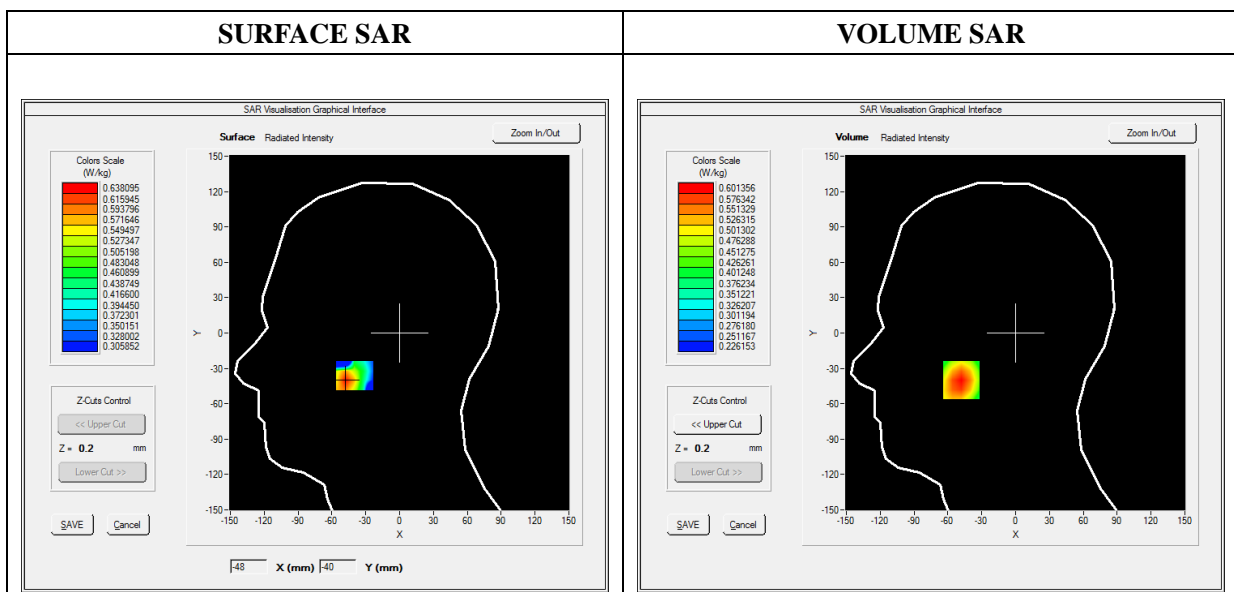 SURFACE SAR
VOLUME SAR
SAR Visualisation Graphical Interface
Surface Radiated Intensity
Zoom In/Out
Colors Scale
(W/kg)
0.638095
0.615945
0.593796
0.571646
0.549497
0.527347
0.505198
0.483048
0.460899
0.438749
0.416600
0.394450
0.372301
0.350151
0.328002
0.305852
Z-Cuts Control
<< Upper Cut
Z = 0.2 mm
Lower Cut >>
SAVE Cancel
150
120
90
60
30
0
-30
-60
-90
-120
-150
Y
-150 -120 -90 -60 -30 0 30 60 90 120 150
X
-48 X (mm) -40 Y (mm)
SAR Visualisation Graphical Interface
Volume Radiated Intensity
Zoom In/Out
Colors Scale
(W/kg)
0.601356
0.576342
0.551329
0.526315
0.501302
0.476288
0.451275
0.426261
0.401248
0.376234
0.351221
0.326207
0.301194
0.276180
0.251167
0.226153
Z-Cuts Control
<< Upper Cut
Z = 0.2 mm
Lower Cut >>
SAVE Cancel
150
120
90
60
30
0
-30
-60
-90
-120
-150
Y
-150 -120 -90 -60 -30 0 30 60 90 120 150
X